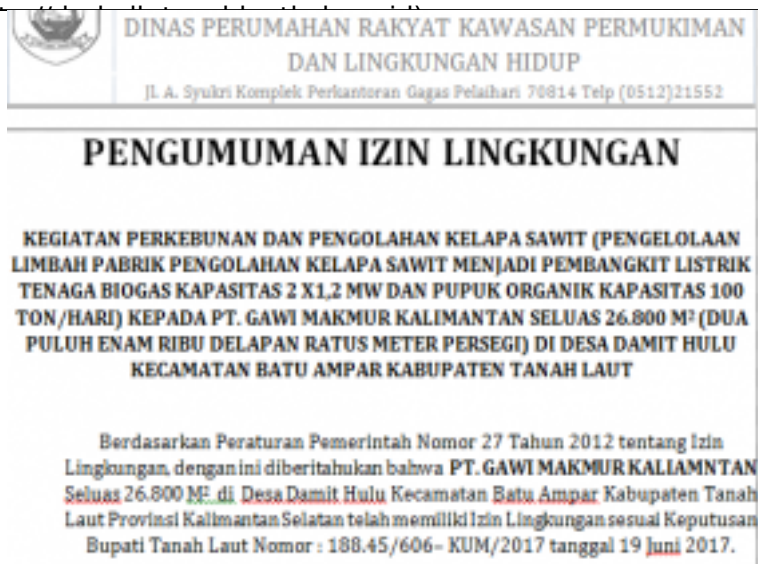 DINAS PERUMAHAN RAKYAT KAWASAN PERMUKIMAN
DAN LINGKUNGAN HIDUP
Jl. A. Syukri Komplek Perkantoran Gagas Pelaihari 70814 Telp (0512)21552
PENGUMUMAN IZIN LINGKUNGAN
KEGIATAN PERKEBUNAN DAN PENGOLAHAN KELAPA SAWIT (PENGELOLAAN
LIMBAH PABRIK PENGOLAHAN KELAPA SAWIT MENJADI PEMBANGKIT LISTRIK
TENAGA BIOGAS KAPASITAS 2 X1,2 MW DAN PUPUK ORGANIK KAPASITAS 100
TON/HARI) KEPADA PT. GAWI MAKMUR KALIMANTAN SELUAS 26.800 M² (DUA
PULUH ENAM RIBU DELAPAN RATUS METER PERSEGI) DI DESA DAMIT HULU
KECAMATAN BATU AMPAR KABUPATEN TANAH LAUT
Berdasarkan Peraturan Pemerintah Nomor 27 Tahun 2012 tentang Izin
Lingkungan, dengan ini diberitahukan bahwa PT. GAWI MAKMUR KALIAMNTAN
Seluas 26.800 M² di Desa Damit Hulu Kecamatan Batu Ampar Kabupaten Tanah
Laut Provinsi Kalimantan Selatan telah memiliki Izin Lingkungan sesuai Keputusan
Bupati Tanah Laut Nomor : 188.45/606– KUM/2017 tanggal 19 Juni 2017.